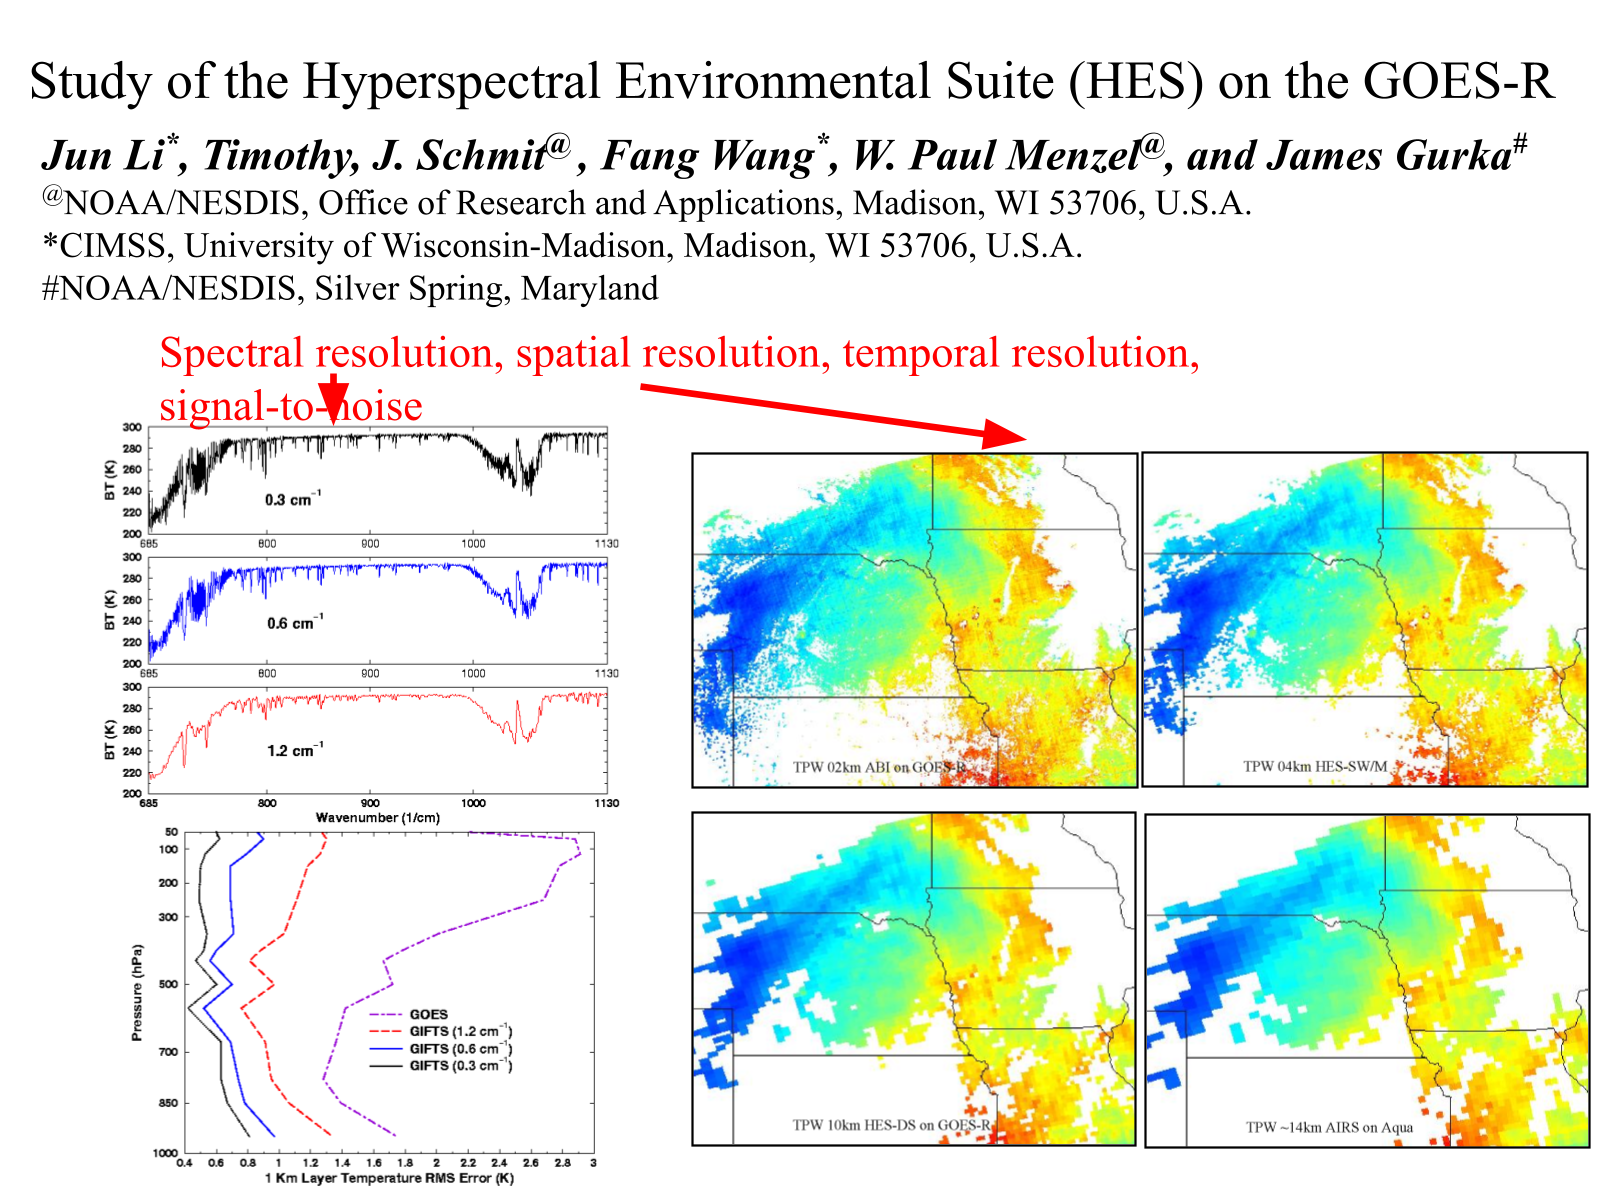 Study of the Hyperspectral Environmental Suite (HES) on the GOES-R
Jun Li*, Timothy, J. Schmit@ , Fang Wang*, W. Paul Menzel@, and James Gurka#
@NOAA/NESDIS, Office of Research and Applications, Madison, WI 53706, U.S.A.
*CIMSS, University of Wisconsin-Madison, Madison, WI 53706, U.S.A.
#NOAA/NESDIS, Silver Spring, Maryland
Spectral resolution, spatial resolution, temporal resolution,
signal-to-noise
300
280
260
240
220
200
BT (K)
0.3 cm⁻¹
685 800 900 1000 1130
300
280
260
240
220
200
BT (K)
0.6 cm⁻¹
685 800 900 1000 1130
300
280
260
240
220
200
BT (K)
1.2 cm⁻¹
685 800 900 1000 1130
Wavenumber (1/cm)
50
100
200
300
500
700
850
1000
Pressure (hPa)
GOES
GIFTS (1.2 cm⁻¹)
GIFTS (0.6 cm⁻¹)
GIFTS (0.3 cm⁻¹)
0.4 0.6 0.8 1 1.2 1.4 1.6 1.8 2 2.2 2.4 2.6 2.8 3
1 Km Layer Temperature RMS Error (K)
TPW 02km ABI on GOES-R
TPW 04km HES-SW/M
TPW 10km HES-DS on GOES-R
TPW ~14km AIRS on Aqua